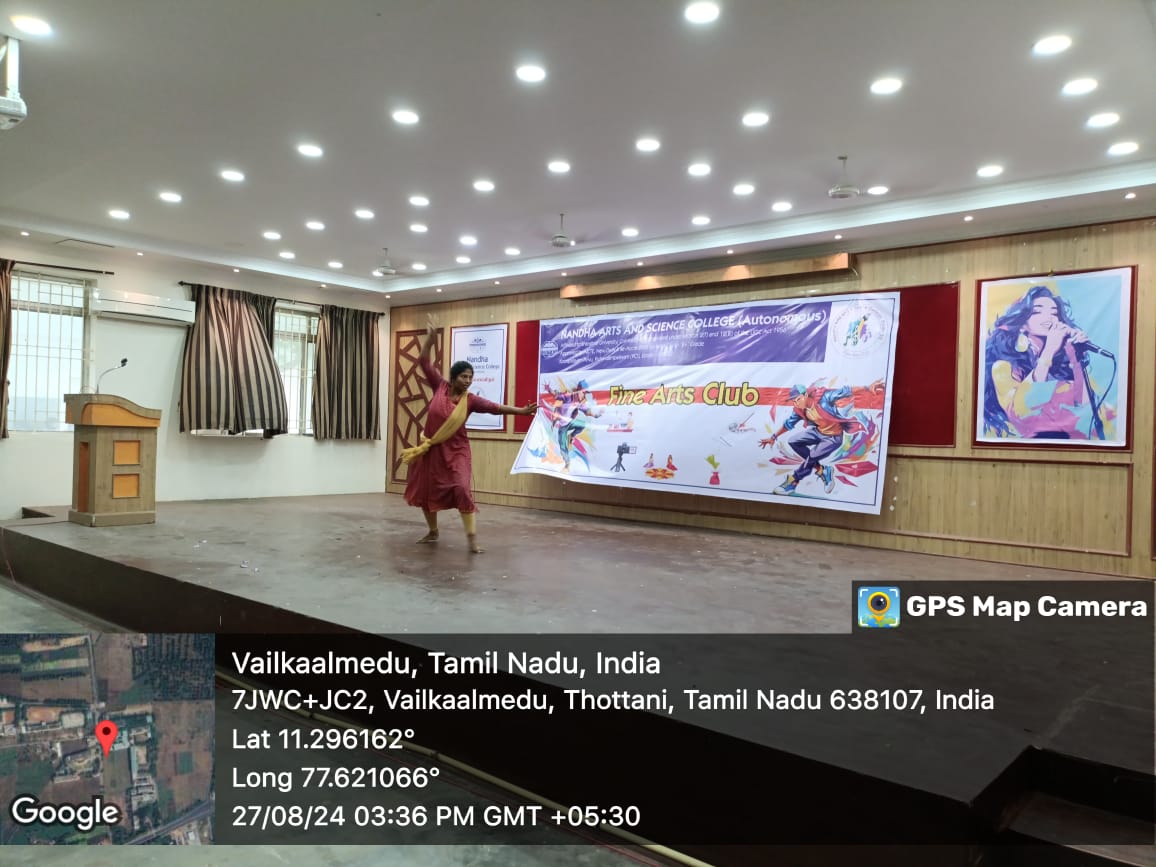 NANDHA ARTS AND SCIENCE COLLEGE (Autonomous)
Fine Arts Club
Nandha
GPS Map Camera
Vailkaalmedu, Tamil Nadu, India
7JWC+JC2, Vailkaalmedu, Thottani, Tamil Nadu 638107, India
Lat 11.296162°
Long 77.621066°
27/08/24 03:36 PM GMT +05:30
Google